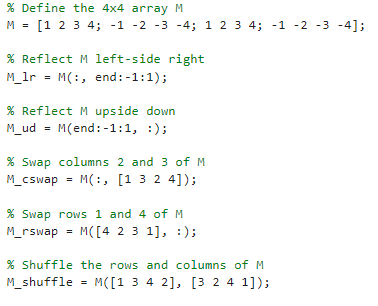 % Define the 4x4 array M
M = [1 2 3 4; -1 -2 -3 -4; 1 2 3 4; -1 -2 -3 -4];
% Reflect M left-side right
M_lr = M(:, end:-1:1);
% Reflect M upside down
M_ud = M(end:-1:1, :);
% Swap columns 2 and 3 of M
M_cswap = M(:, [1 3 2 4]);
% Swap rows 1 and 4 of M
M_rswap = M([4 2 3 1], :);
% Shuffle the rows and columns of M
M_shuffle = M([1 3 4 2], [3 2 4 1]);